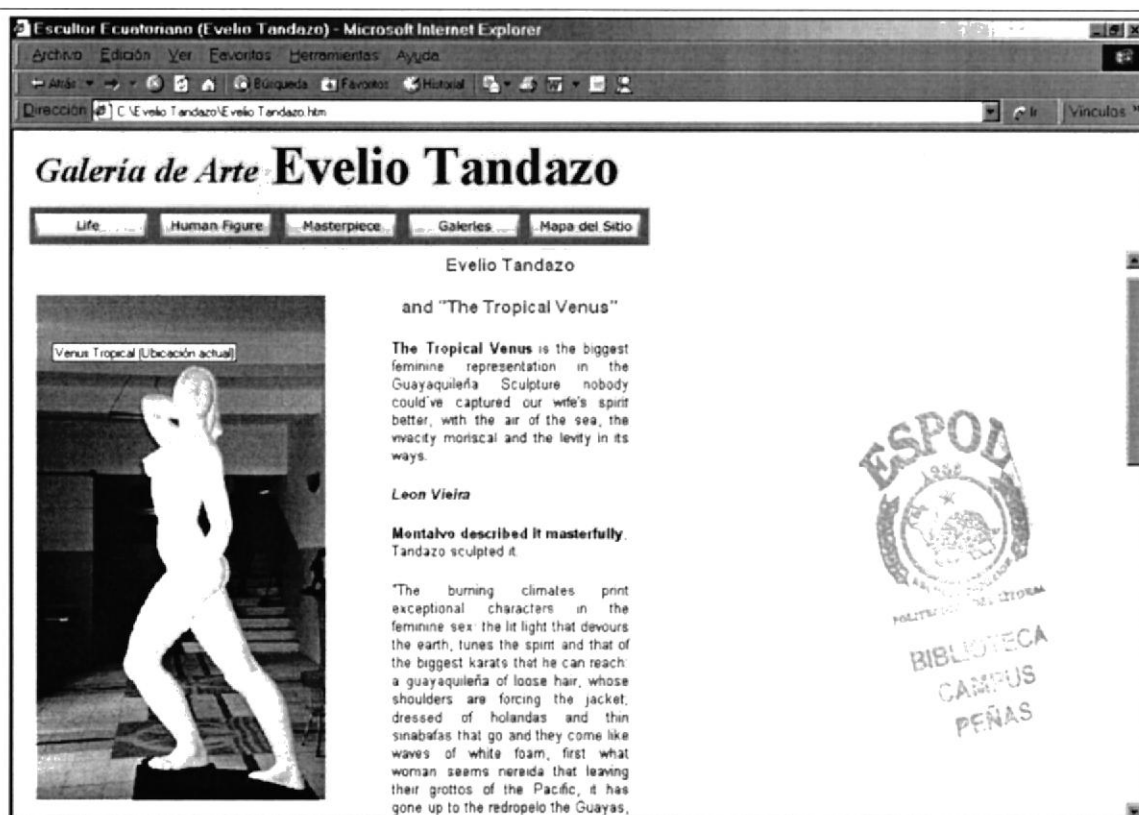 Escultor Ecuatoriano (Evelio Tandazo) - Microsoft Internet Explorer
Archivo Edición Ver Favoritos Herramientas Ayuda
Atrás Búsqueda Favoritos Historial
Dirección C:\Evelio Tandazo\Evelio Tandazo.htm Ir Vínculos
Galería de Arte Evelio Tandazo
Life Human Figure Masterpiece Galeries Mapa del Sitio
Evelio Tandazo
and "The Tropical Venus"
Venus Tropical (Ubicación actual)
The Tropical Venus is the biggest
feminine representation in the
Guayaquileña Sculpture nobody
could've captured our wife's spirit
better, with the air of the sea, the
vivacity moriscal and the levity in its
ways.
Leon Vieira
Montalvo described it masterfully,
Tandazo sculpted it.
"The burning climates print
exceptional characters in the
feminine sex: the lit light that devours
the earth, tunes the spirit and that of
the biggest karats that he can reach:
a guayaquileña of loose hair, whose
shoulders are forcing the jacket,
dressed of holandas and thin
sinabafas that go and they come like
waves of white foam, first what
woman seems nereida that leaving
their grottos of the Pacific, it has
gone up to the redropelo the Guayas,
ESPOL
POLITECNICA DEL LITORAL
BIBLIOTECA
CAMPUS
PEÑAS